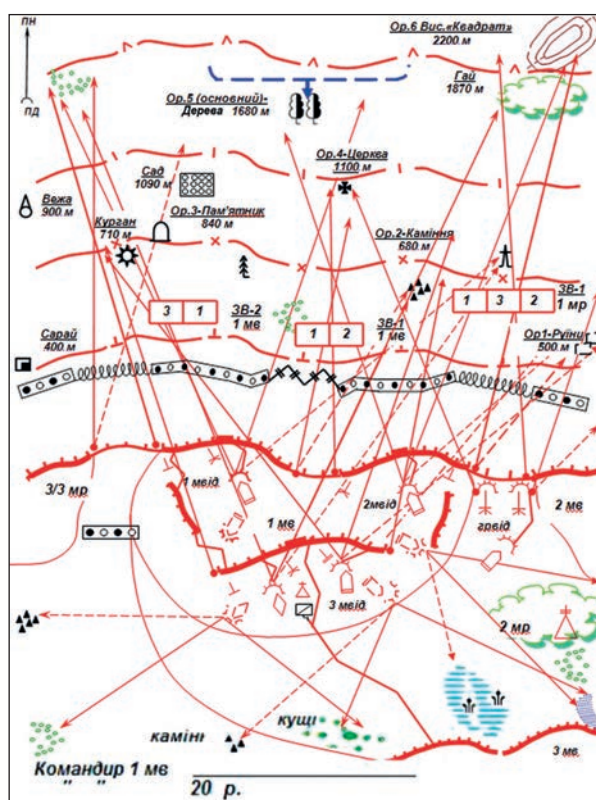 ПН
ПД
Ор.6 Вис.«Квадрат»
2200 м
Гай
1870 м
Ор.5 (основний)-
Дерева 1680 м
Ор.4-Церква
1100 м
Сад
1090 м
Вежа
900 м
Ор.3-Пам'ятник
840 м
Курган
710 м
Ор.2-Каміння
680 м
3 1
ЗВ-2
1 мв
1 2
ЗВ-1
1 мв
1 3 2
ЗВ-1
1 мр
Сарай
400 м
Ор1-Руїни
500 м
3/3 мр
1 мвід
1 мв
2мвід
грвід
2 мв
3 мвід
2 мр
камінн
кущі
3 мв
Командир 1 мв
" "
20 р.